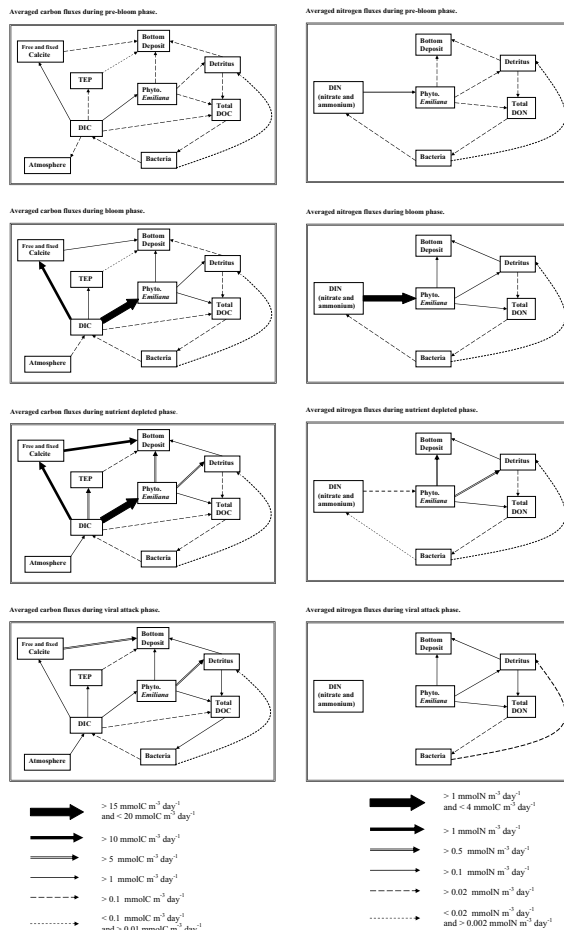 Averaged carbon fluxes during pre-bloom phase.
Free and fixed
Calcite
Bottom
Deposit
TEP
Detritus
Phyto.
Emiliana
Total
DOC
DIC
Atmosphere
Bacteria
Averaged nitrogen fluxes during pre-bloom phase.
Bottom
Deposit
Detritus
DIN
(nitrate and
ammonium)
Phyto.
Emiliana
Total
DON
Bacteria
Averaged carbon fluxes during bloom phase.
Free and fixed
Calcite
Bottom
Deposit
TEP
Detritus
Phyto.
Emiliana
Total
DOC
DIC
Atmosphere
Bacteria
Averaged nitrogen fluxes during bloom phase.
Bottom
Deposit
Detritus
DIN
(nitrate and
ammonium)
Phyto.
Emiliana
Total
DON
Bacteria
Averaged carbon fluxes during nutrient depleted phase.
Free and fixed
Calcite
Bottom
Deposit
TEP
Detritus
Phyto.
Emiliana
Total
DOC
DIC
Atmosphere
Bacteria
Averaged nitrogen fluxes during nutrient depleted phase.
Bottom
Deposit
Detritus
DIN
(nitrate and
ammonium)
Phyto.
Emiliana
Total
DON
Bacteria
Averaged carbon fluxes during viral attack phase.
Free and fixed
Calcite
Bottom
Deposit
TEP
Detritus
Phyto.
Emiliana
Total
DOC
DIC
Atmosphere
Bacteria
Averaged nitrogen fluxes during viral attack phase.
Bottom
Deposit
Detritus
DIN
(nitrate and
ammonium)
Phyto.
Emiliana
Total
DON
Bacteria
> 15 mmolC m⁻³ day⁻¹
and < 20 mmolC m⁻³ day⁻¹
> 10 mmolC m⁻³ day⁻¹
> 5 mmolC m⁻³ day⁻¹
> 1 mmolC m⁻³ day⁻¹
> 0.1 mmolC m⁻³ day⁻¹
< 0.1 mmolC m⁻³ day⁻¹
and > 0.01 mmolC m⁻³ day⁻¹
> 1 mmolN m⁻³ day⁻¹
and < 4 mmolC m⁻³ day⁻¹
> 1 mmolN m⁻³ day⁻¹
> 0.5 mmolN m⁻³ day⁻¹
> 0.1 mmolN m⁻³ day⁻¹
> 0.02 mmolN m⁻³ day⁻¹
< 0.02 mmolN m⁻³ day⁻¹
and > 0.002 mmolN m⁻³ day⁻¹